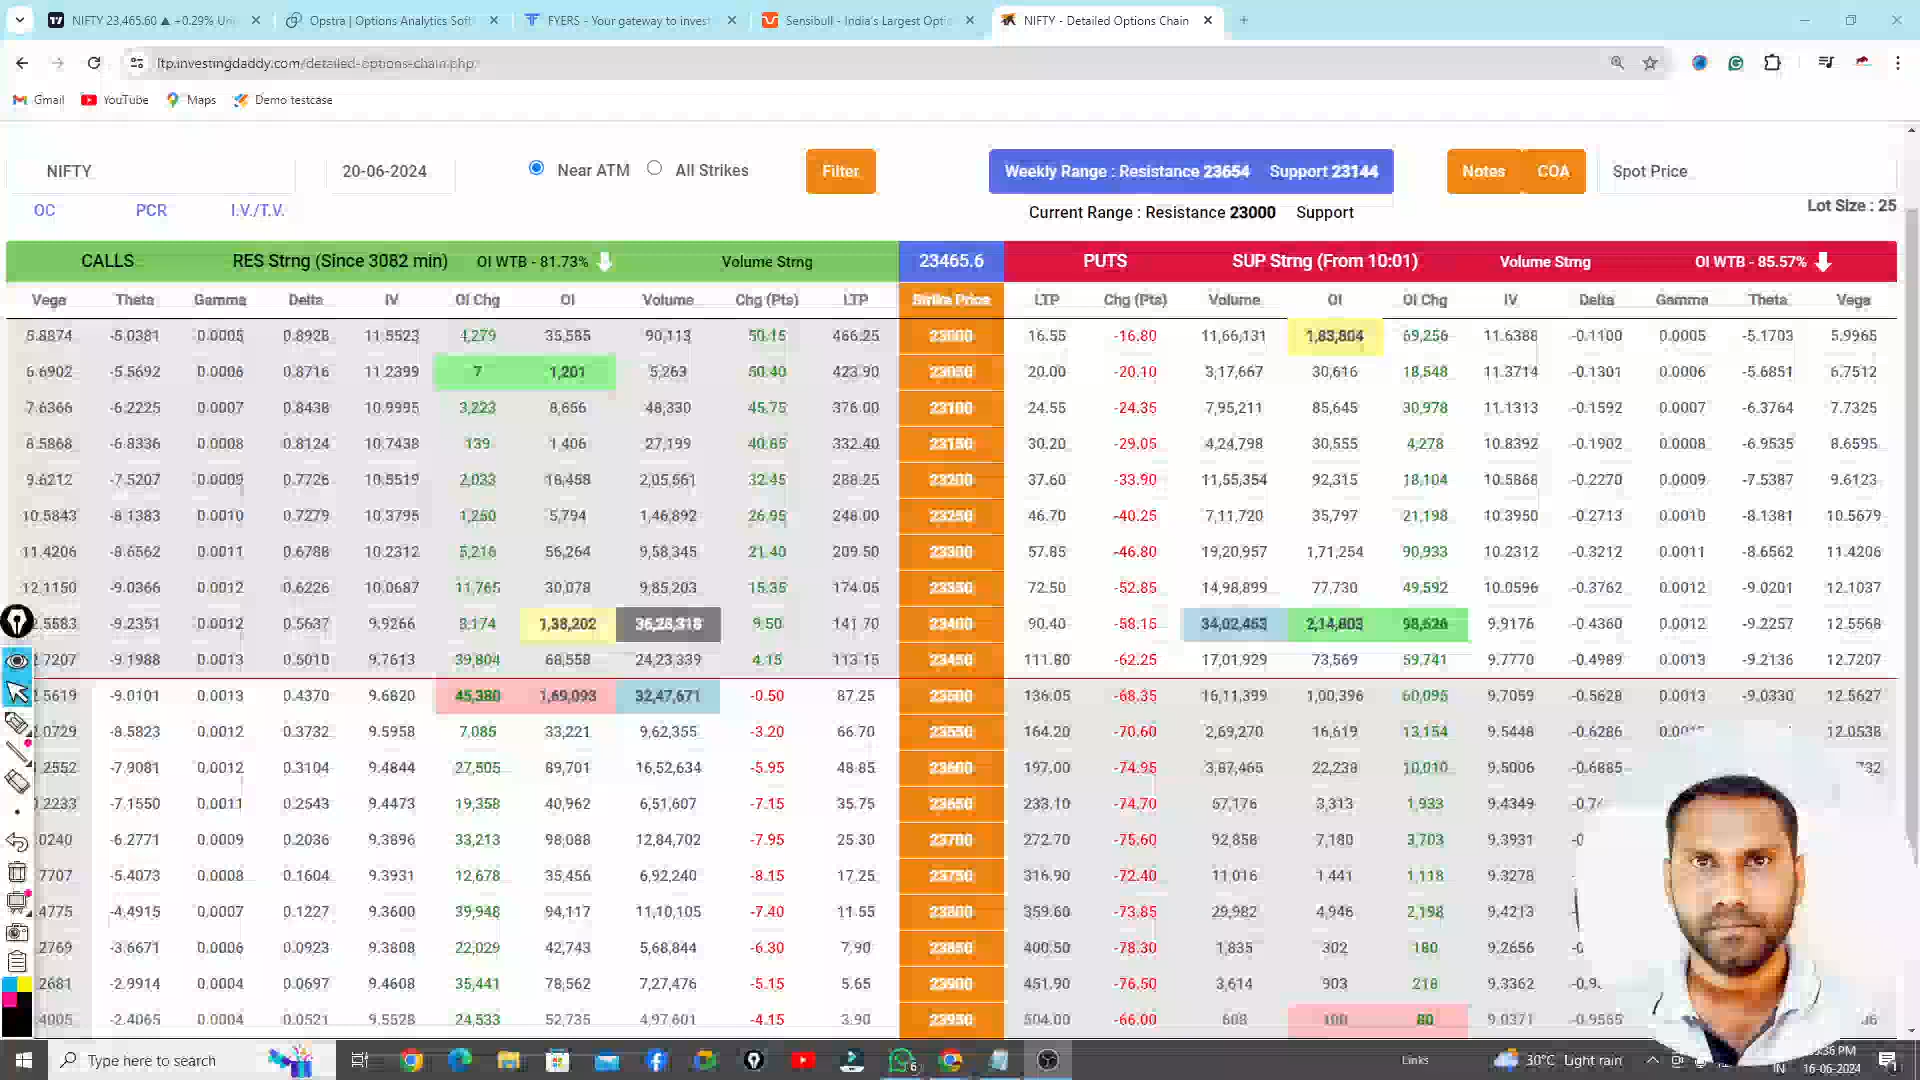 NIFTY 23,465.60 ▲ +0.29% Un
Opstra | Options Analytics Soft
FYERS - Your gateway to invest
Sensibull - India's Largest Optio
NIFTY - Detailed Options Chain
ltp.investingdaddy.com/detailed-options-chain.php
Gmail YouTube Maps Demo testcase
NIFTY 20-06-2024 Near ATM All Strikes Filter Weekly Range : Resistance 23654 Support 23144 Notes COA Spot Price
OC PCR I.V./T.V. Current Range : Resistance 23000 Support Lot Size : 25
CALLS RES Strng (Since 3082 min) OI WTB - 81.73% Volume Strng 23465.6 PUTS SUP Strng (From 10:01) Volume Strng OI WTB - 85.57%
Vega Theta Gamma Delta IV OI Chg OI Volume Chg (Pts) LTP Strike Price LTP Chg (Pts) Volume OI OI Chg IV Delta Gamma Theta Vega
5.8874 -5.0381 0.0005 0.8928 11.5523 4,279 35,585 90,113 50.15 466.25 23000 16.55 -16.80 11,66,131 1,83,804 69,256 11.6388 -0.1100 0.0005 -5.1703 5.9965
6.6902 -5.5692 0.0006 0.8716 11.2399 7 1,201 5,263 50.40 423.90 23050 20.00 -20.10 3,17,667 30,616 18,548 11.3714 -0.1301 0.0006 -5.6851 6.7512
7.6366 -6.2225 0.0007 0.8438 10.9995 3,223 8,656 48,330 45.75 376.00 23100 24.55 -24.35 7,95,211 85,645 30,978 11.1313 -0.1592 0.0007 -6.3764 7.7325
8.5868 -6.8336 0.0008 0.8124 10.7438 139 1,406 27,199 40.85 332.40 23150 30.20 -29.05 4,24,798 30,555 4,278 10.8392 -0.1902 0.0008 -6.9535 8.6595
9.6212 -7.5207 0.0009 0.7726 10.5519 2,033 18,458 2,05,561 32.45 288.25 23200 37.60 -33.90 11,55,354 92,315 18,104 10.5868 -0.2270 0.0009 -7.5387 9.6123
10.5843 -8.1383 0.0010 0.7279 10.3795 1,250 5,794 1,46,892 26.95 248.00 23250 46.70 -40.25 7,11,720 35,797 21,198 10.3950 -0.2713 0.0010 -8.1381 10.5679
11.4206 -8.6562 0.0011 0.6788 10.2312 5,216 56,264 9,58,345 21.40 209.50 23300 57.85 -46.80 19,20,957 1,71,254 90,933 10.2312 -0.3212 0.0011 -8.6562 11.4206
12.1150 -9.0366 0.0012 0.6226 10.0687 11,765 30,078 9,85,203 15.35 174.05 23350 72.50 -52.85 14,98,899 77,730 49,592 10.0596 -0.3762 0.0012 -9.0201 12.1037
2.5583 -9.2351 0.0012 0.5637 9.9266 8,174 1,38,202 36,28,318 9.50 141.70 23400 90.40 -58.15 34,02,463 2,14,803 98,626 9.9176 -0.4360 0.0012 -9.2257 12.5568
2.7207 -9.1988 0.0013 0.5010 9.7613 39,804 68,558 24,23,339 4.15 113.15 23450 111.80 -62.25 17,01,929 73,569 59,741 9.7770 -0.4989 0.0013 -9.2136 12.7207
2.5619 -9.0101 0.0013 0.4370 9.6820 45,380 1,69,093 32,47,671 -0.50 87.25 23500 136.05 -68.35 16,11,399 1,00,396 60,095 9.7059 -0.5628 0.0013 -9.0330 12.5627
.0729 -8.5823 0.0012 0.3732 9.5958 7,085 33,221 9,62,355 -3.20 66.70 23550 164.20 -70.60 2,69,270 16,619 13,154 9.5448 -0.6286 12.0538
.2552 -7.9081 0.0012 0.3104 9.4844 27,505 89,701 16,52,634 -5.95 48.85 23600 197.00 -74.95 3,87,465 22,238 10,010 9.5006 -0.6885 732
.2233 -7.1550 0.0011 0.2543 9.4473 19,358 40,962 6,51,607 -7.15 35.75 23650 233.10 -74.70 57,176 3,313 1,933 9.4349
.0240 -6.2771 0.0009 0.2036 9.3896 33,213 98,088 12,84,702 -7.95 25.30 23700 272.70 -75.60 92,858 7,180 3,703 9.3931
7707 -5.4073 0.0008 0.1604 9.3931 12,678 35,456 6,92,240 -8.15 17.25 23750 316.90 -72.40 11,016 1,441 1,118 9.3278
.4775 -4.4915 0.0007 0.1227 9.3600 39,948 94,117 11,10,105 -7.40 11.55 23800 359.60 -73.85 29,982 4,946 2,198 9.4213
.2769 -3.6671 0.0006 0.0923 9.3808 22,029 42,743 5,68,844 -6.30 7.90 23850 400.50 -78.30 1,835 302 180 9.2656
.2681 -2.9914 0.0004 0.0697 9.4608 35,441 78,562 7,27,476 -5.15 5.65 23900 451.90 -76.50 3,614 903 218 9.3362
.4005 -2.4065 0.0004 0.0521 9.5528 24,533 52,735 4,97,601 -4.15 3.90 23950 504.00 -66.00 608 100 80 9.0371 -0.9565
Type here to search Links 30°C Light rain IN :36 PM
16-06-2024